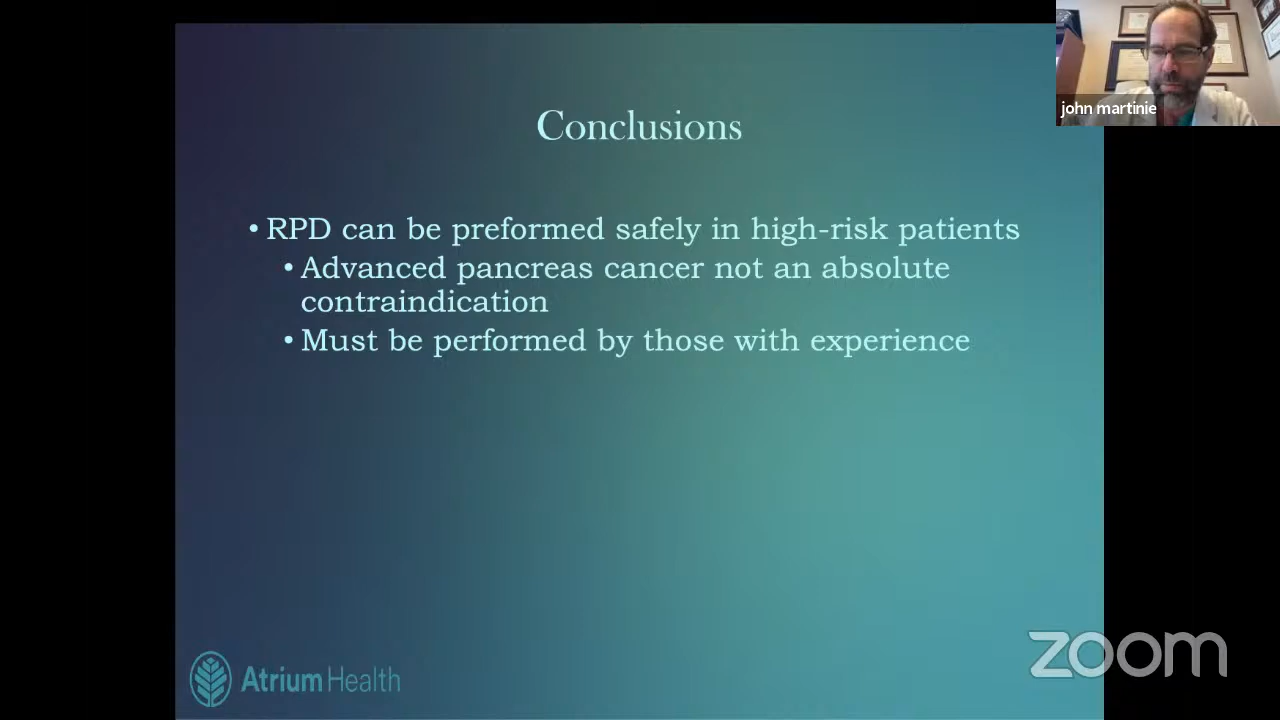 Conclusions
• RPD can be preformed safely in high-risk patients
• Advanced pancreas cancer not an absolute
contraindication
• Must be performed by those with experience
john martinie
Atrium Health
zoom